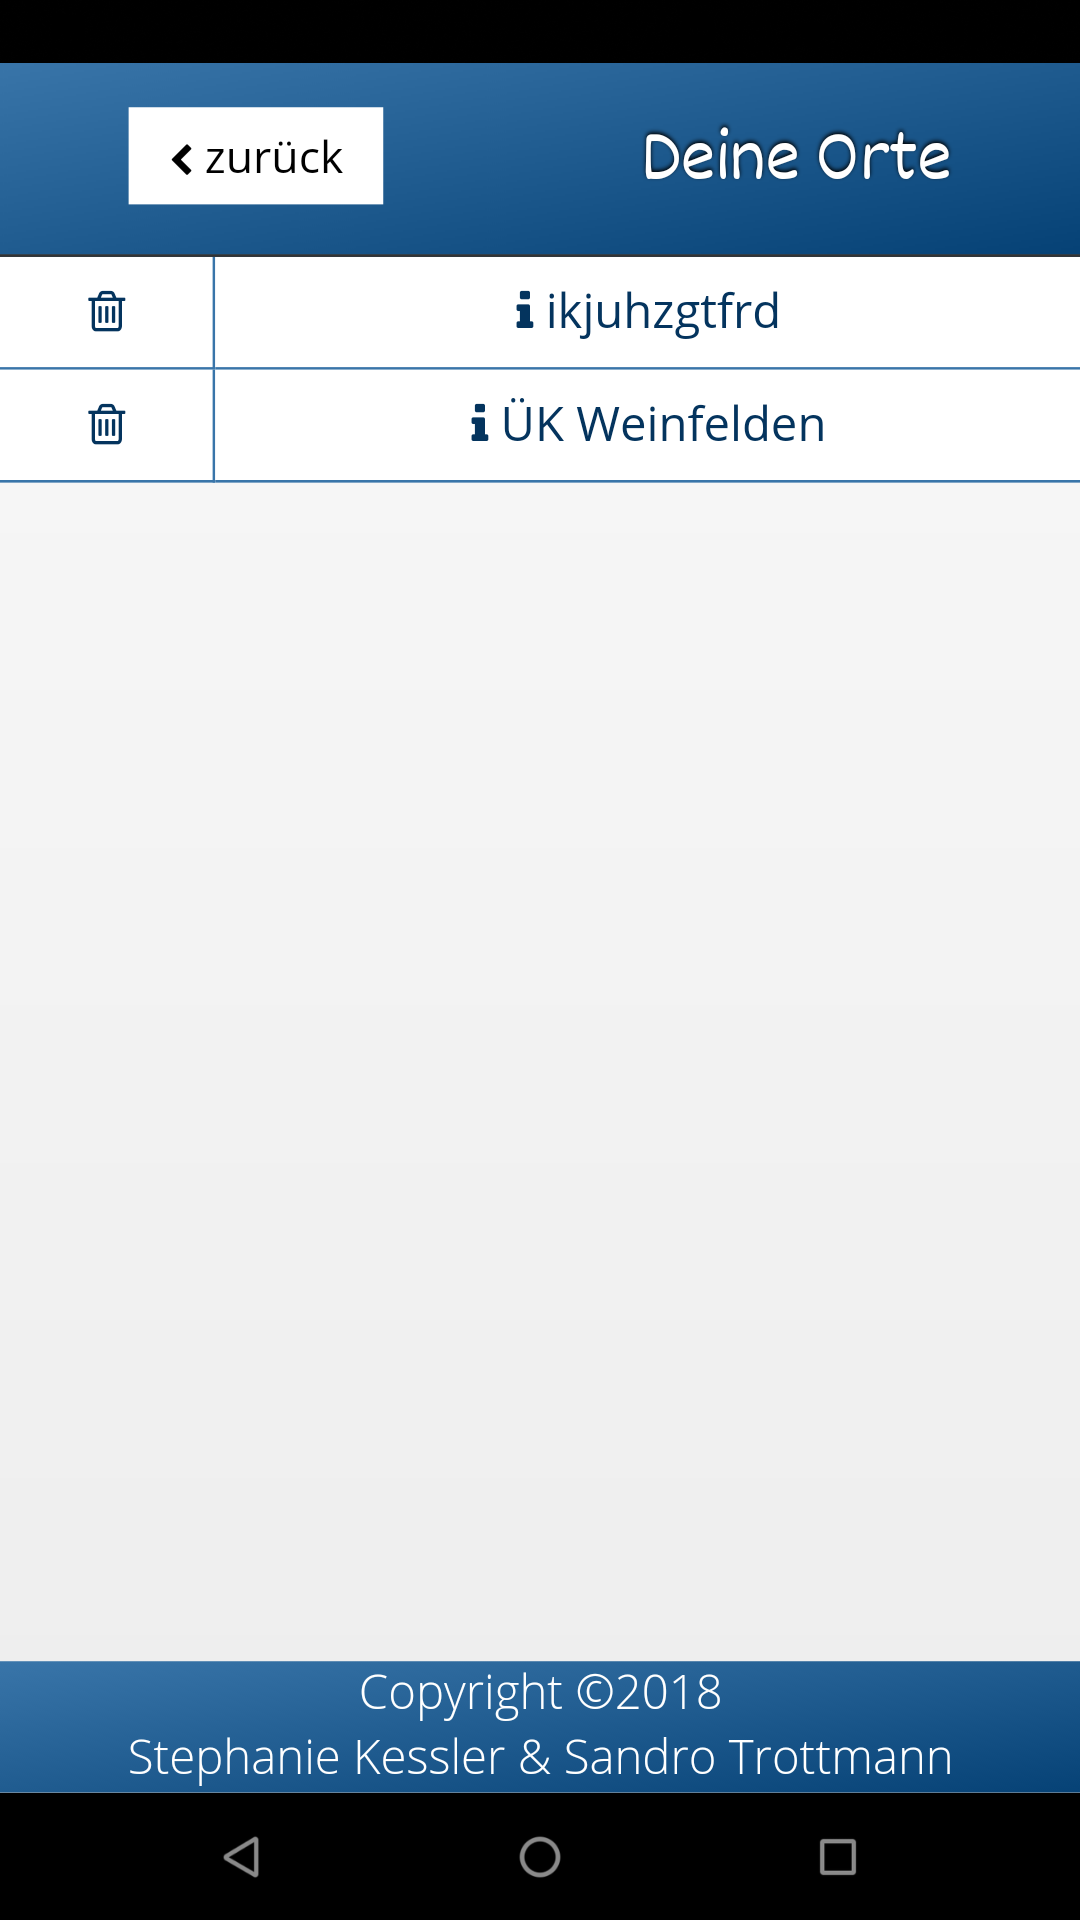 zurück
Deine Orte
ikjuhzgtfrd
ÜK Weinfelden
Copyright ©2018
Stephanie Kessler & Sandro Trottmann